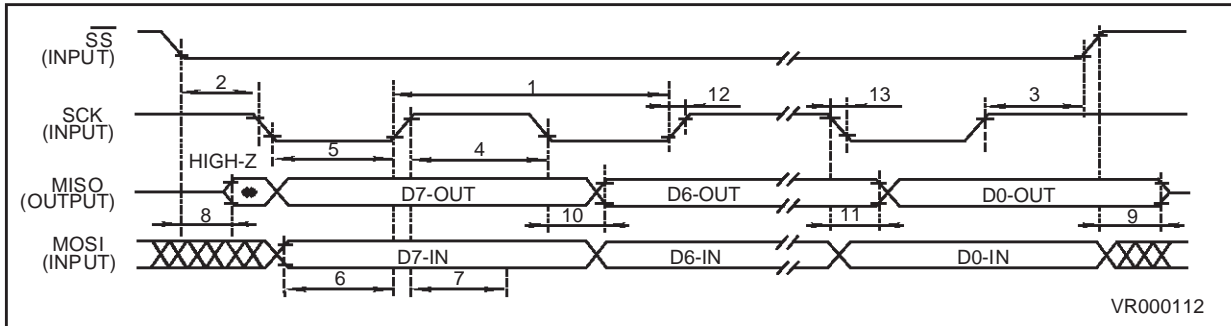 SS
(INPUT)
2
1
12
13
3
SCK
(INPUT)
5
4
HIGH-Z
MISO
(OUTPUT)
D7-OUT
D6-OUT
D0-OUT
8
10
11
9
MOSI
(INPUT)
D7-IN
D6-IN
D0-IN
6
7
VR000112